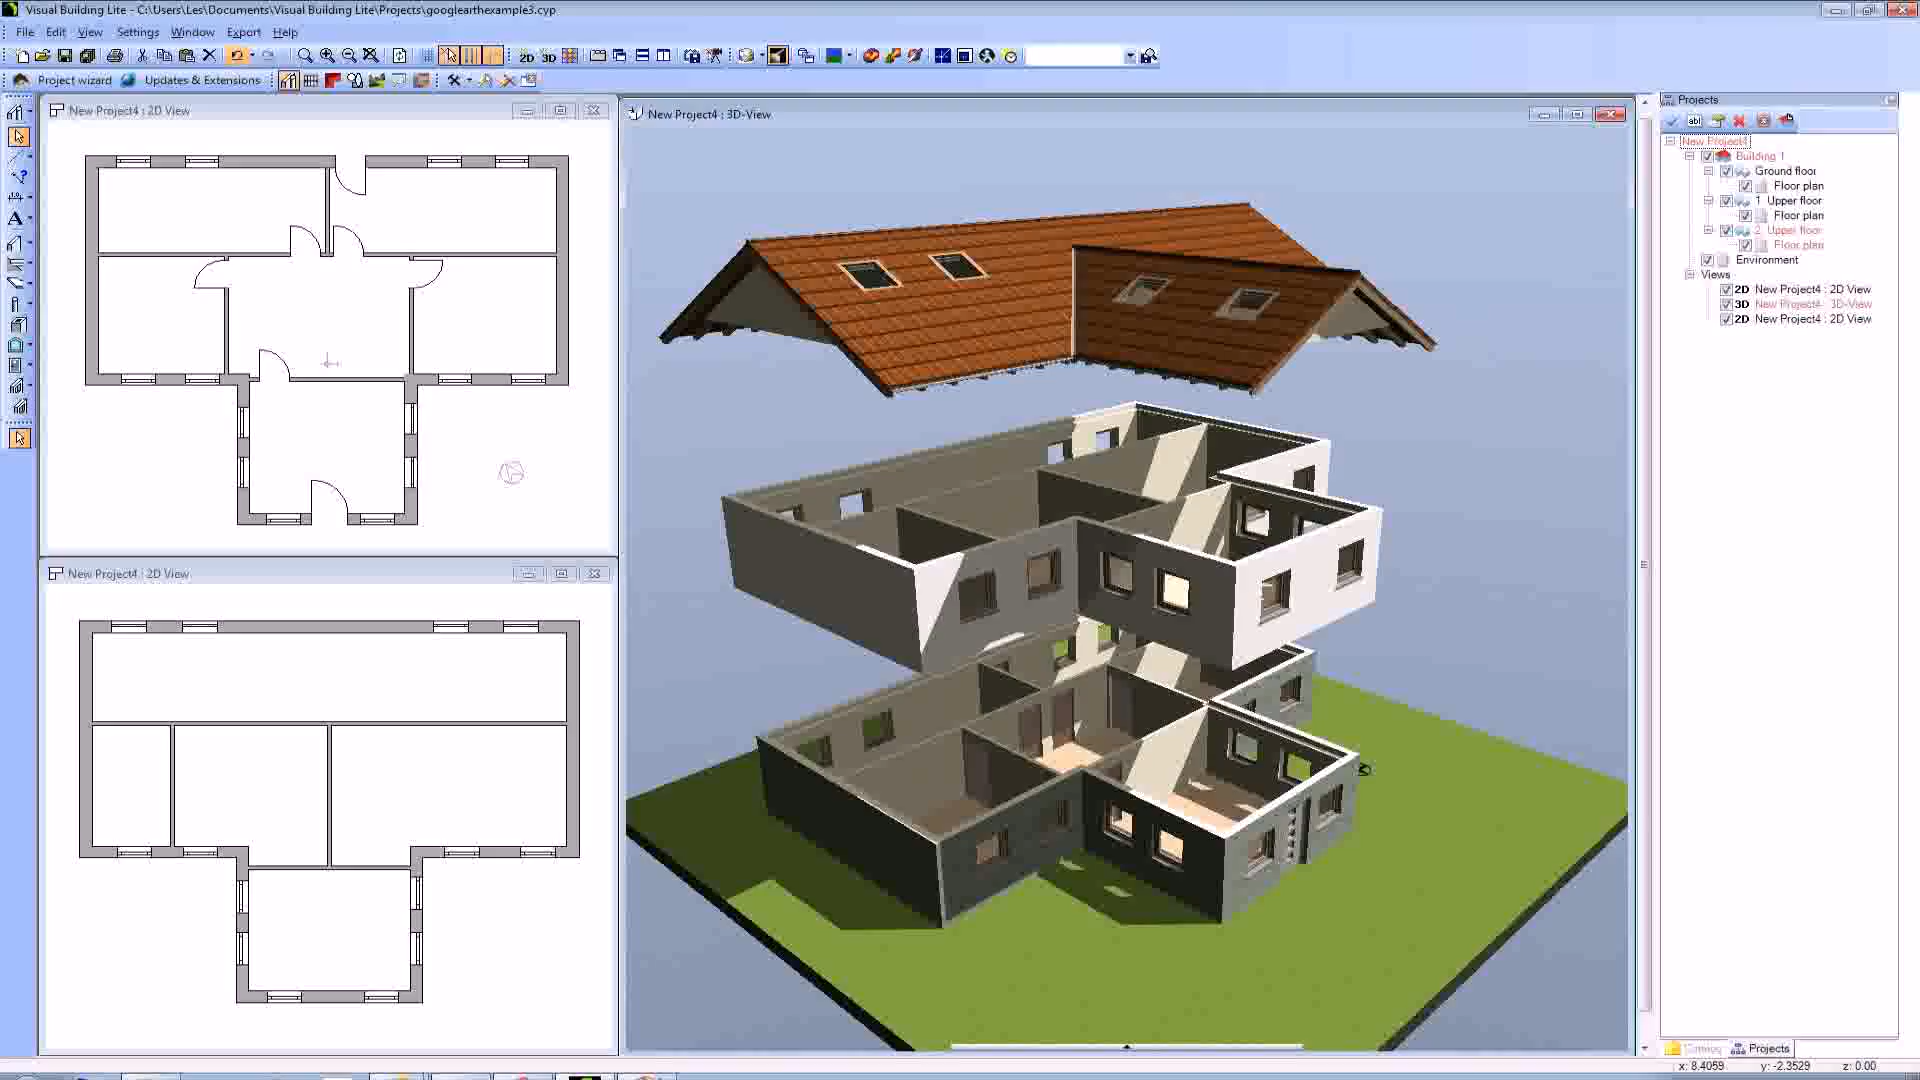 Visual Building Lite - C:\Users\Les\Documents\Visual Building Lite\Projects\googlearthexample3.cyp
File Edit View Settings Window Export Help
2D 3D
Project wizard Updates & Extensions
New Project4 : 2D View
New Project4 : 3D-View
Projects
abl
New Project4
Building 1
Ground floor
Floor plan
1. Upper floor
Floor plan
2. Upper floor
Floor plan
Environment
Views
2D New Project4 : 2D View
3D New Project4 : 3D-View
2D New Project4 : 2D View
A
New Project4 : 2D View
Projects
x: 8.4059 y: -2.3529 z: 0.00